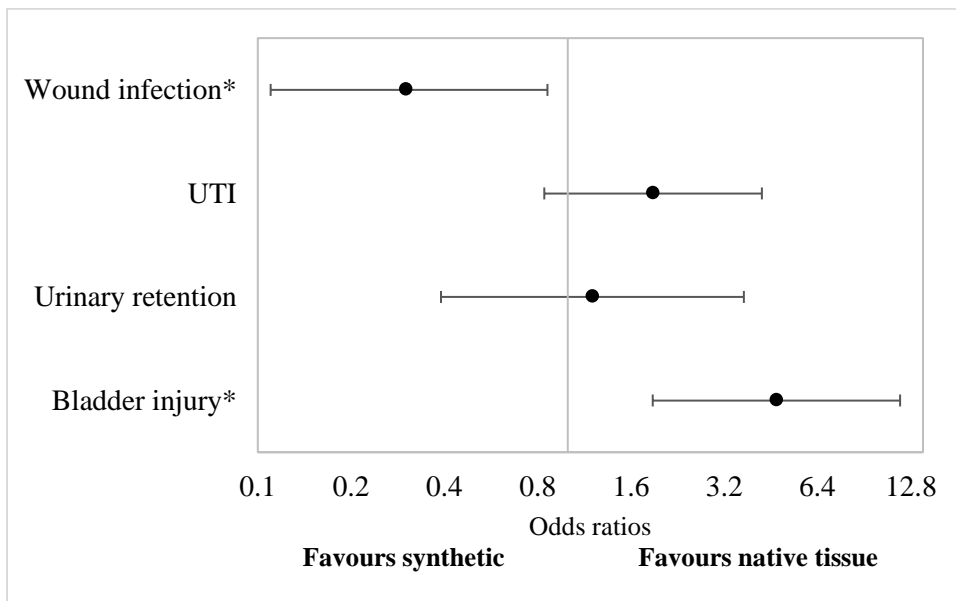 Wound infection*
UTI
Urinary retention
Bladder injury*
0.1 0.2 0.4 0.8 1.6 3.2 6.4 12.8
Odds ratios
Favours synthetic Favours native tissue